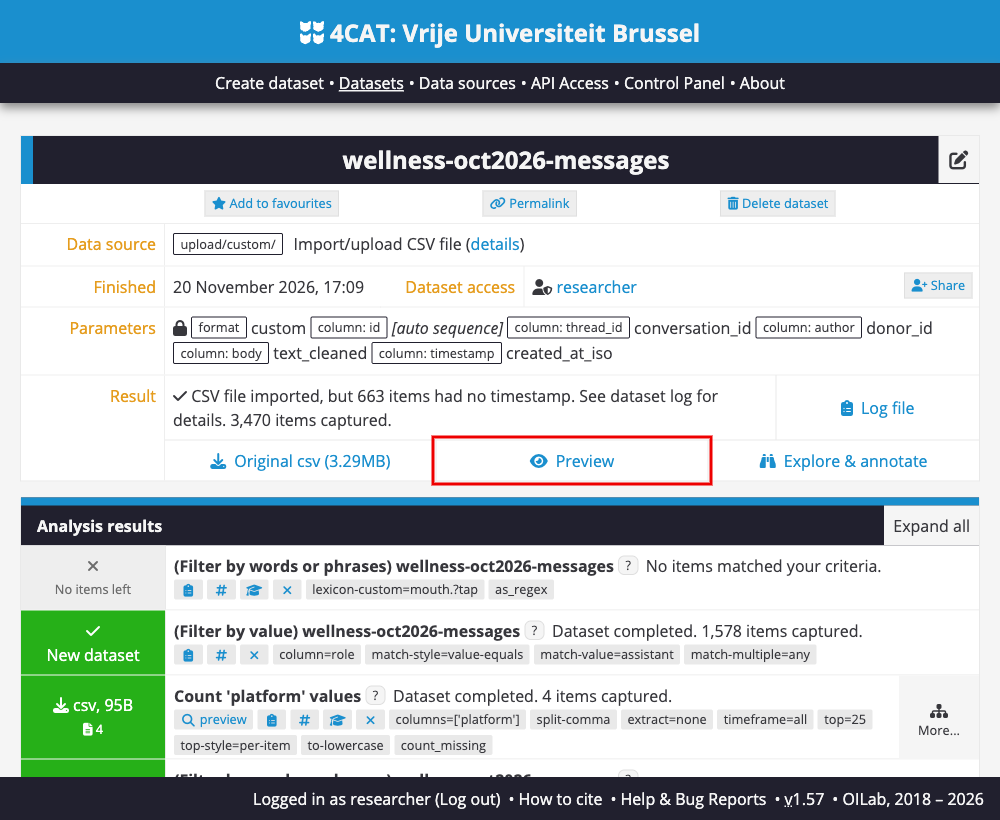 4CAT: Vrije Universiteit Brussel
Create dataset • Datasets • Data sources • API Access • Control Panel • About
wellness-oct2026-messages
Add to favourites
Permalink
Delete dataset
Data source upload/custom/ Import/upload CSV file (details)
Finished 20 November 2026, 17:09 Dataset access researcher Share
Parameters format custom column: id [auto sequence] column: thread_id conversation_id column: author donor_id
column: body text_cleaned column: timestamp created_at_iso
Result CSV file imported, but 663 items had no timestamp. See dataset log for
details. 3,470 items captured.
Log file
Original csv (3.29MB) Preview Explore & annotate
Analysis results Expand all
(Filter by words or phrases) wellness-oct2026-messages ? No items matched your criteria.
No items left
# lexicon-custom=mouth.?tap as_regex
(Filter by value) wellness-oct2026-messages ? Dataset completed. 1,578 items captured.
New dataset
# column=role match-style=value-equals match-value=assistant match-multiple=any
Count 'platform' values ? Dataset completed. 4 items captured.
csv, 95B
4
preview # columns=['platform'] split-comma extract=none timeframe=all top=25
top-style=per-item to-lowercase count_missing
More...
Logged in as researcher (Log out) • How to cite • Help & Bug Reports • v1.57 • OILab, 2018 – 2026